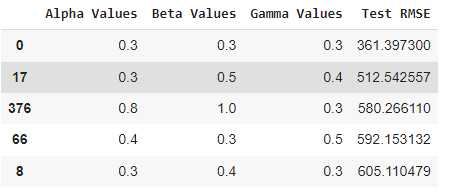 Alpha Values Beta Values Gamma Values Test RMSE
0 0.3 0.3 0.3 361.397300
17 0.3 0.5 0.4 512.542557
376 0.8 1.0 0.3 580.266110
66 0.4 0.3 0.5 592.153132
8 0.3 0.4 0.3 605.110479